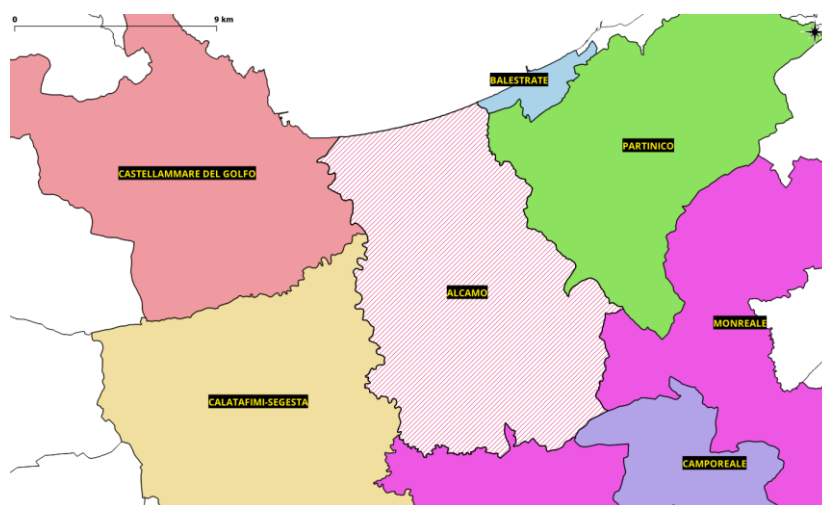 0 9 km
N
BALESTRATE
PARTINICO
CASTELLAMMARE DEL GOLFO
ALCAMO
MONREALE
CALATAFIMI-SEGESTA
CAMPOREALE